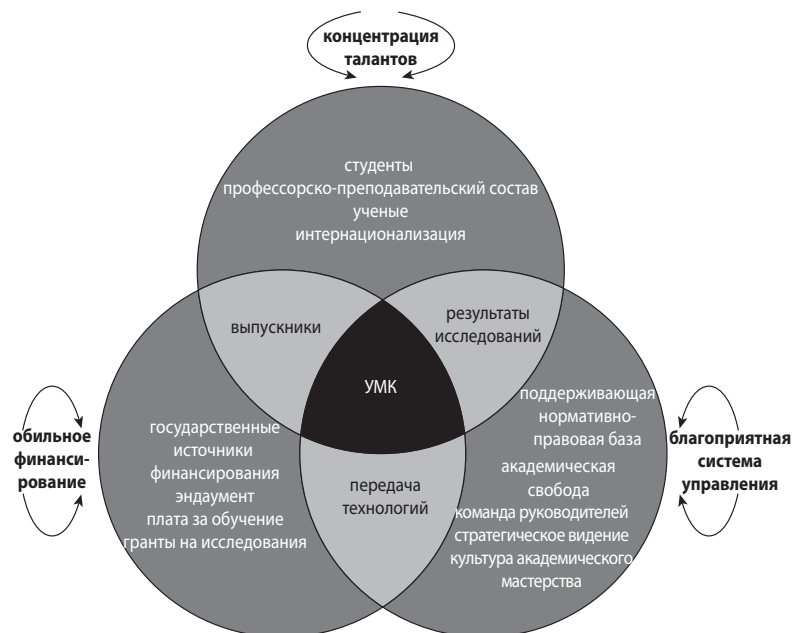 концентрация
талантов
студенты
профессорско-преподавательский состав
ученые
интернационализация
выпускники
результаты
исследований
УМК
обильное
финанси-
рование
государственные
источники
финансирования
эндаумент
плата за обучение
гранты на исследования
передача
технологий
поддерживающая
нормативно-
правовая база
академическая
свобода
команда руководителей
стратегическое видение
культура академического
мастерства
благоприятная
система
управления